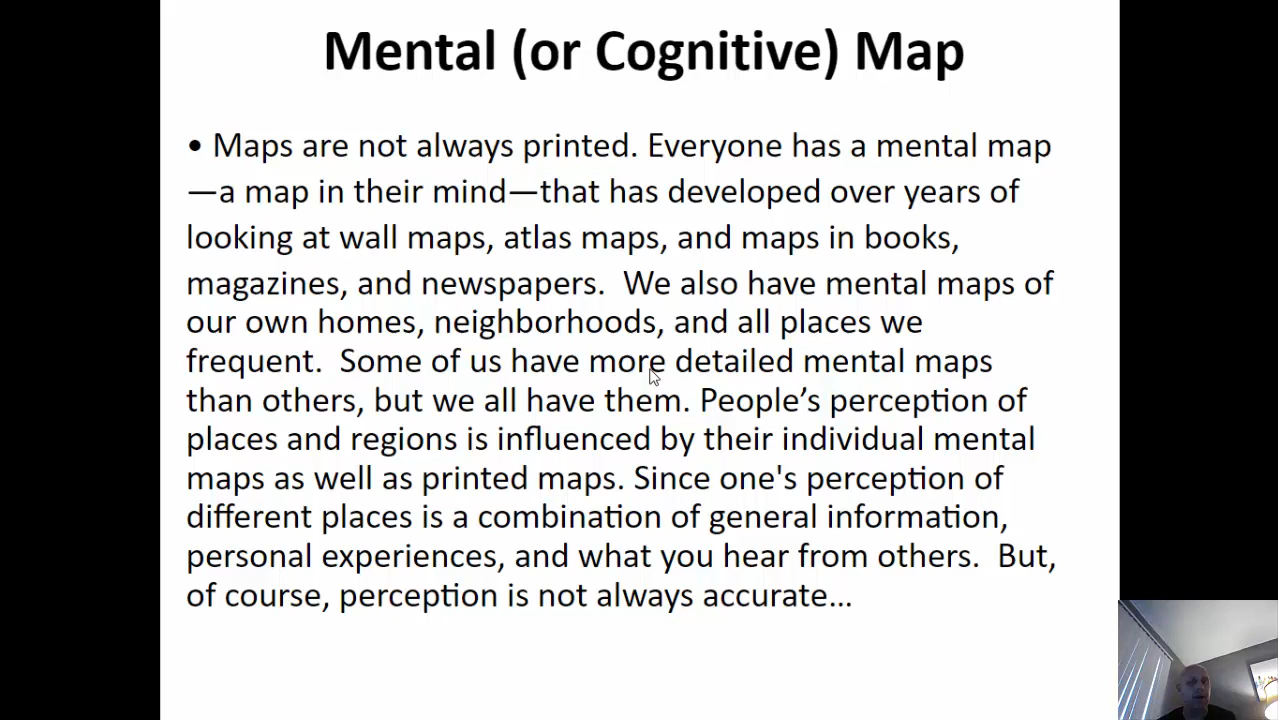 Mental (or Cognitive) Map
• Maps are not always printed. Everyone has a mental map
—a map in their mind—that has developed over years of
looking at wall maps, atlas maps, and maps in books,
magazines, and newspapers.  We also have mental maps of
our own homes, neighborhoods, and all places we
frequent.  Some of us have more detailed mental maps
than others, but we all have them. People’s perception of
places and regions is influenced by their individual mental
maps as well as printed maps. Since one's perception of
different places is a combination of general information,
personal experiences, and what you hear from others.  But,
of course, perception is not always accurate…